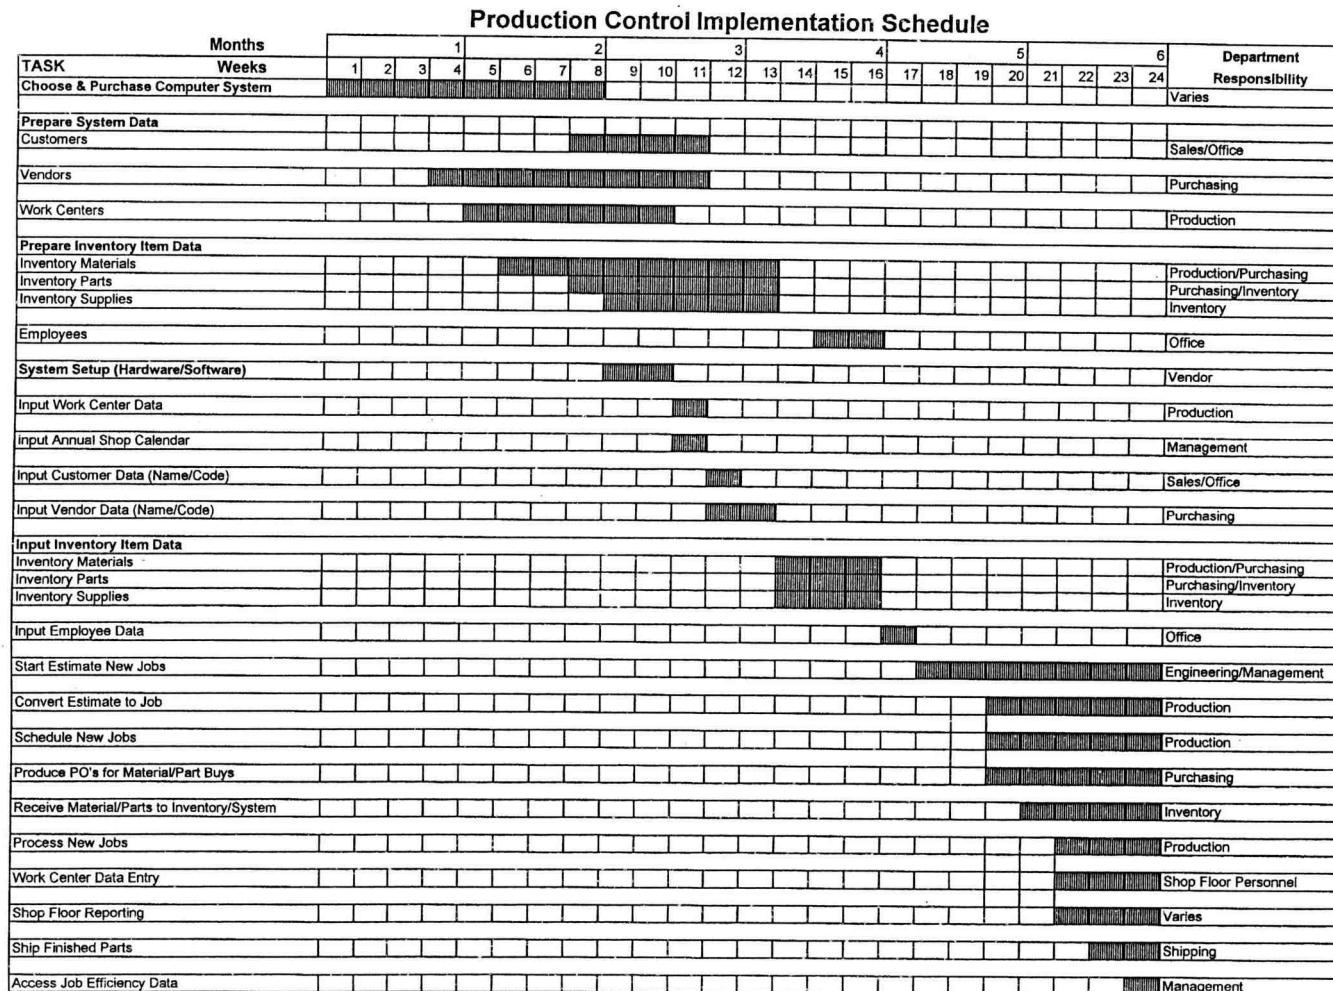 Production Control Implementation Schedule
Months 1 2 3 4 5 6 Department
TASK Weeks 1 2 3 4 5 6 7 8 9 10 11 12 13 14 15 16 17 18 19 20 21 22 23 24 Responsibility
Choose & Purchase Computer System Varies
Prepare System Data
Customers Sales/Office
Vendors Purchasing
Work Centers Production
Prepare Inventory Item Data
Inventory Materials Production/Purchasing
Inventory Parts Purchasing/Inventory
Inventory Supplies Inventory
Employees Office
System Setup (Hardware/Software) Vendor
Input Work Center Data Production
input Annual Shop Calendar Management
Input Customer Data (Name/Code) Sales/Office
Input Vendor Data (Name/Code) Purchasing
Input Inventory Item Data
Inventory Materials Production/Purchasing
Inventory Parts Purchasing/Inventory
Inventory Supplies Inventory
Input Employee Data Office
Start Estimate New Jobs Engineering/Management
Convert Estimate to Job Production
Schedule New Jobs Production
Produce PO's for Material/Part Buys Purchasing
Receive Material/Parts to Inventory/System Inventory
Process New Jobs Production
Work Center Data Entry Shop Floor Personnel
Shop Floor Reporting Varies
Ship Finished Parts Shipping
Access Job Efficiency Data Management